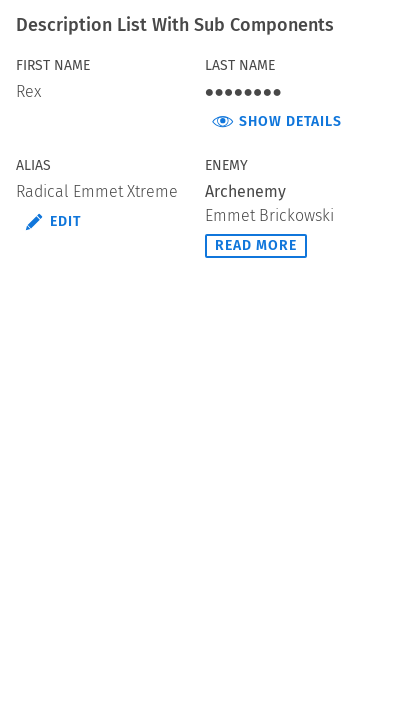 Description List With Sub Components
FIRST NAME
Rex
LAST NAME
●●●●●●●●
SHOW DETAILS
ALIAS
Radical Emmet Xtreme
EDIT
ENEMY
Archenemy
Emmet Brickowski
READ MORE